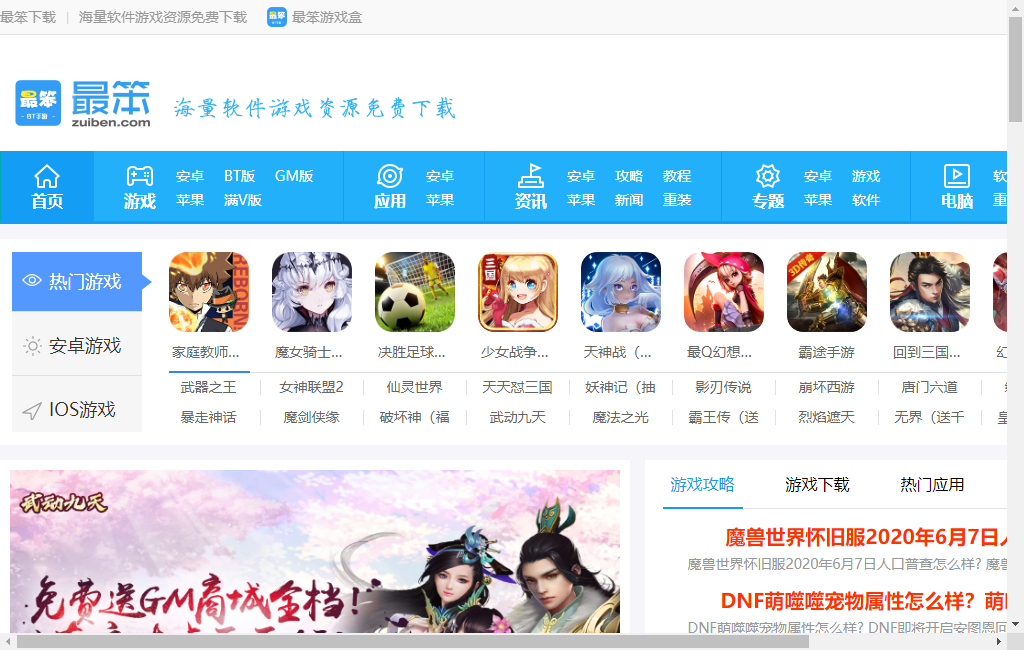 最笨下载 | 海量软件游戏资源免费下载 最笨游戏盒
最笨
- BT手游 -
最笨
zuiben.com
海量软件游戏资源免费下载
首页
游戏 安卓 BT版 GM版
苹果 满V版
应用 安卓
苹果
资讯 安卓 攻略 教程
苹果 新闻 重装
专题 安卓 游戏
苹果 软件
电脑
热门游戏
安卓游戏
IOS游戏
家庭教师... 魔女骑士... 决胜足球... 少女战争... 天神战（... 最Q幻想... 霸途手游 回到三国...
武器之王 女神联盟2 仙灵世界 天天怼三国 妖神记（抽 影刃传说 崩坏西游 唐门六道
暴走神话 魔剑侠缘 破坏神（福 武动九天 魔法之光 霸王传（送 烈焰遮天 无界（送千
武动九天
免费送GM商城全档！
游戏攻略 游戏下载 热门应用
魔兽世界怀旧服2020年6月7日
魔兽世界怀旧服2020年6月7日人口普查怎么样? 魔兽
DNF萌噬噬宠物属性怎么样？萌
DNF萌噬噬宠物属性怎么样? DNF即将开启安图恩回